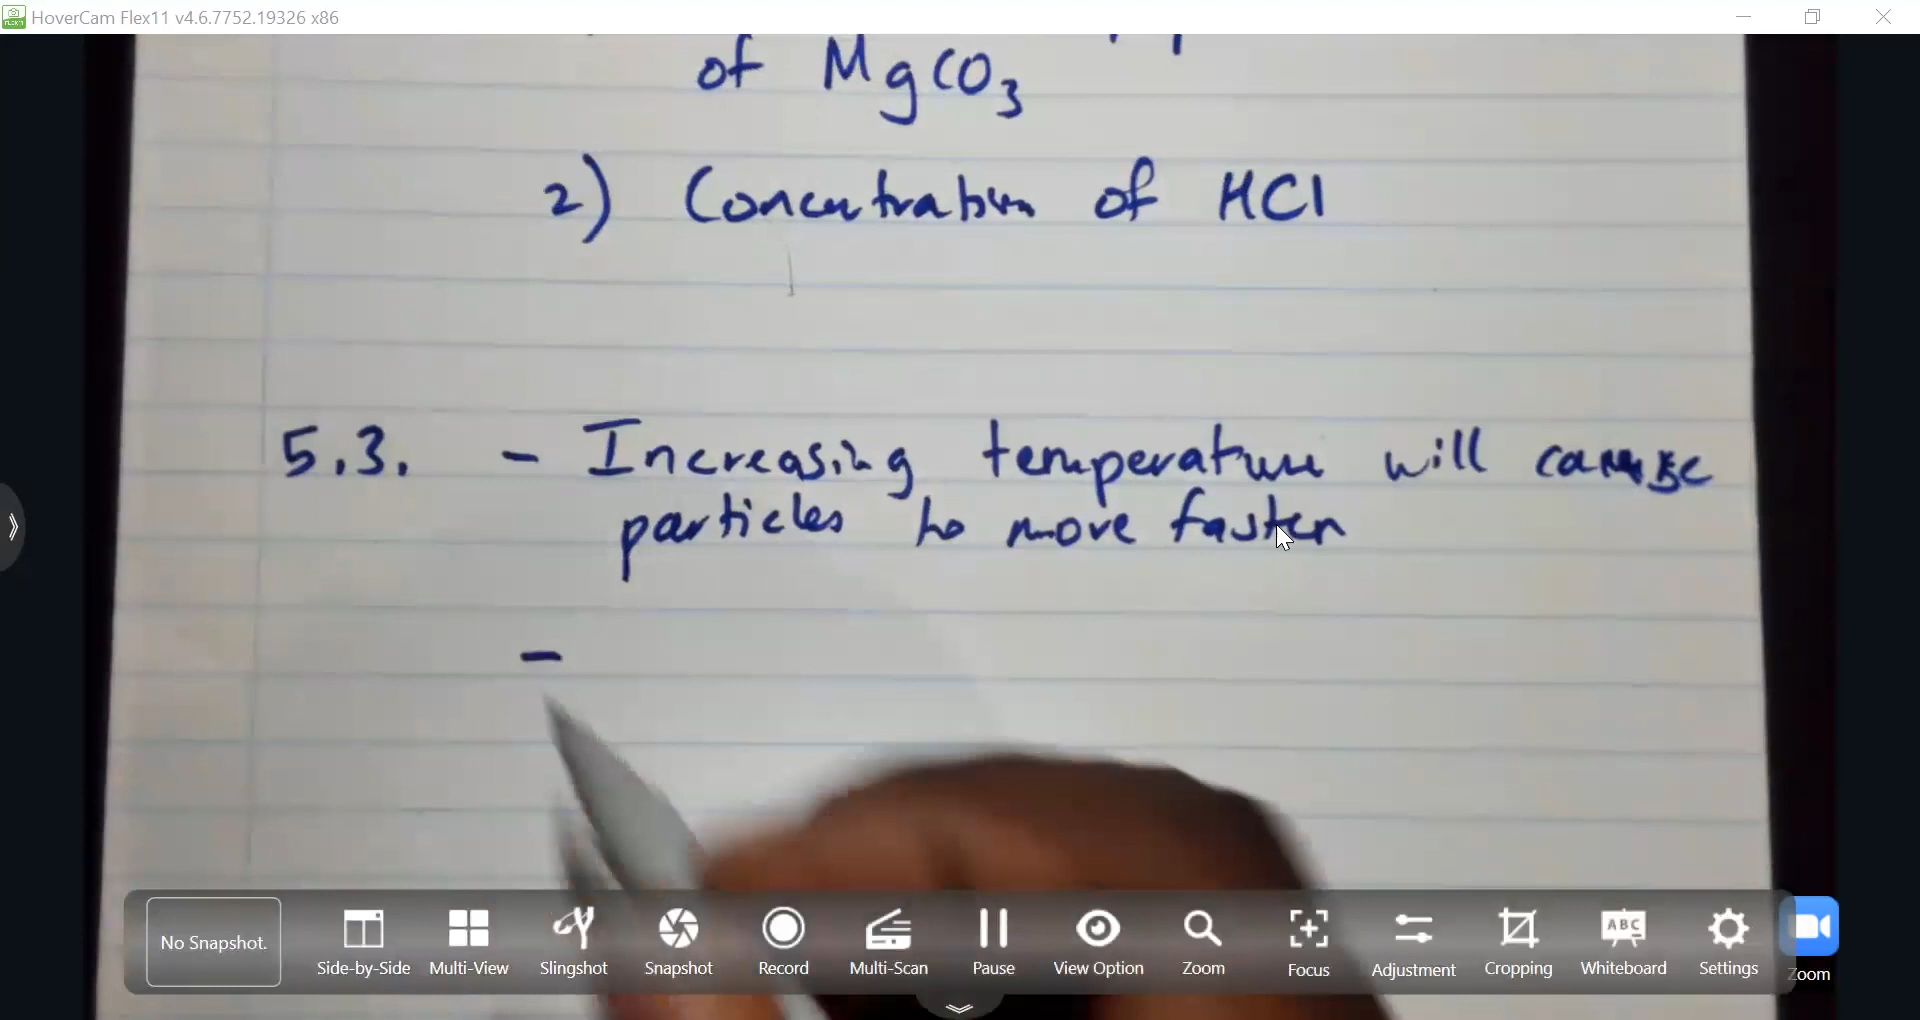 HoverCam Flex11 v4.6.7752.19326 x86
of MgCO₃
2) Concentration of HCl
5.3. - Increasing temperature will cause
particles to move faster
-
No Snapshot.
Side-by-Side Multi-View Slingshot Snapshot Record Multi-Scan Pause View Option Zoom Focus Adjustment Cropping Whiteboard Settings Zoom
ABC